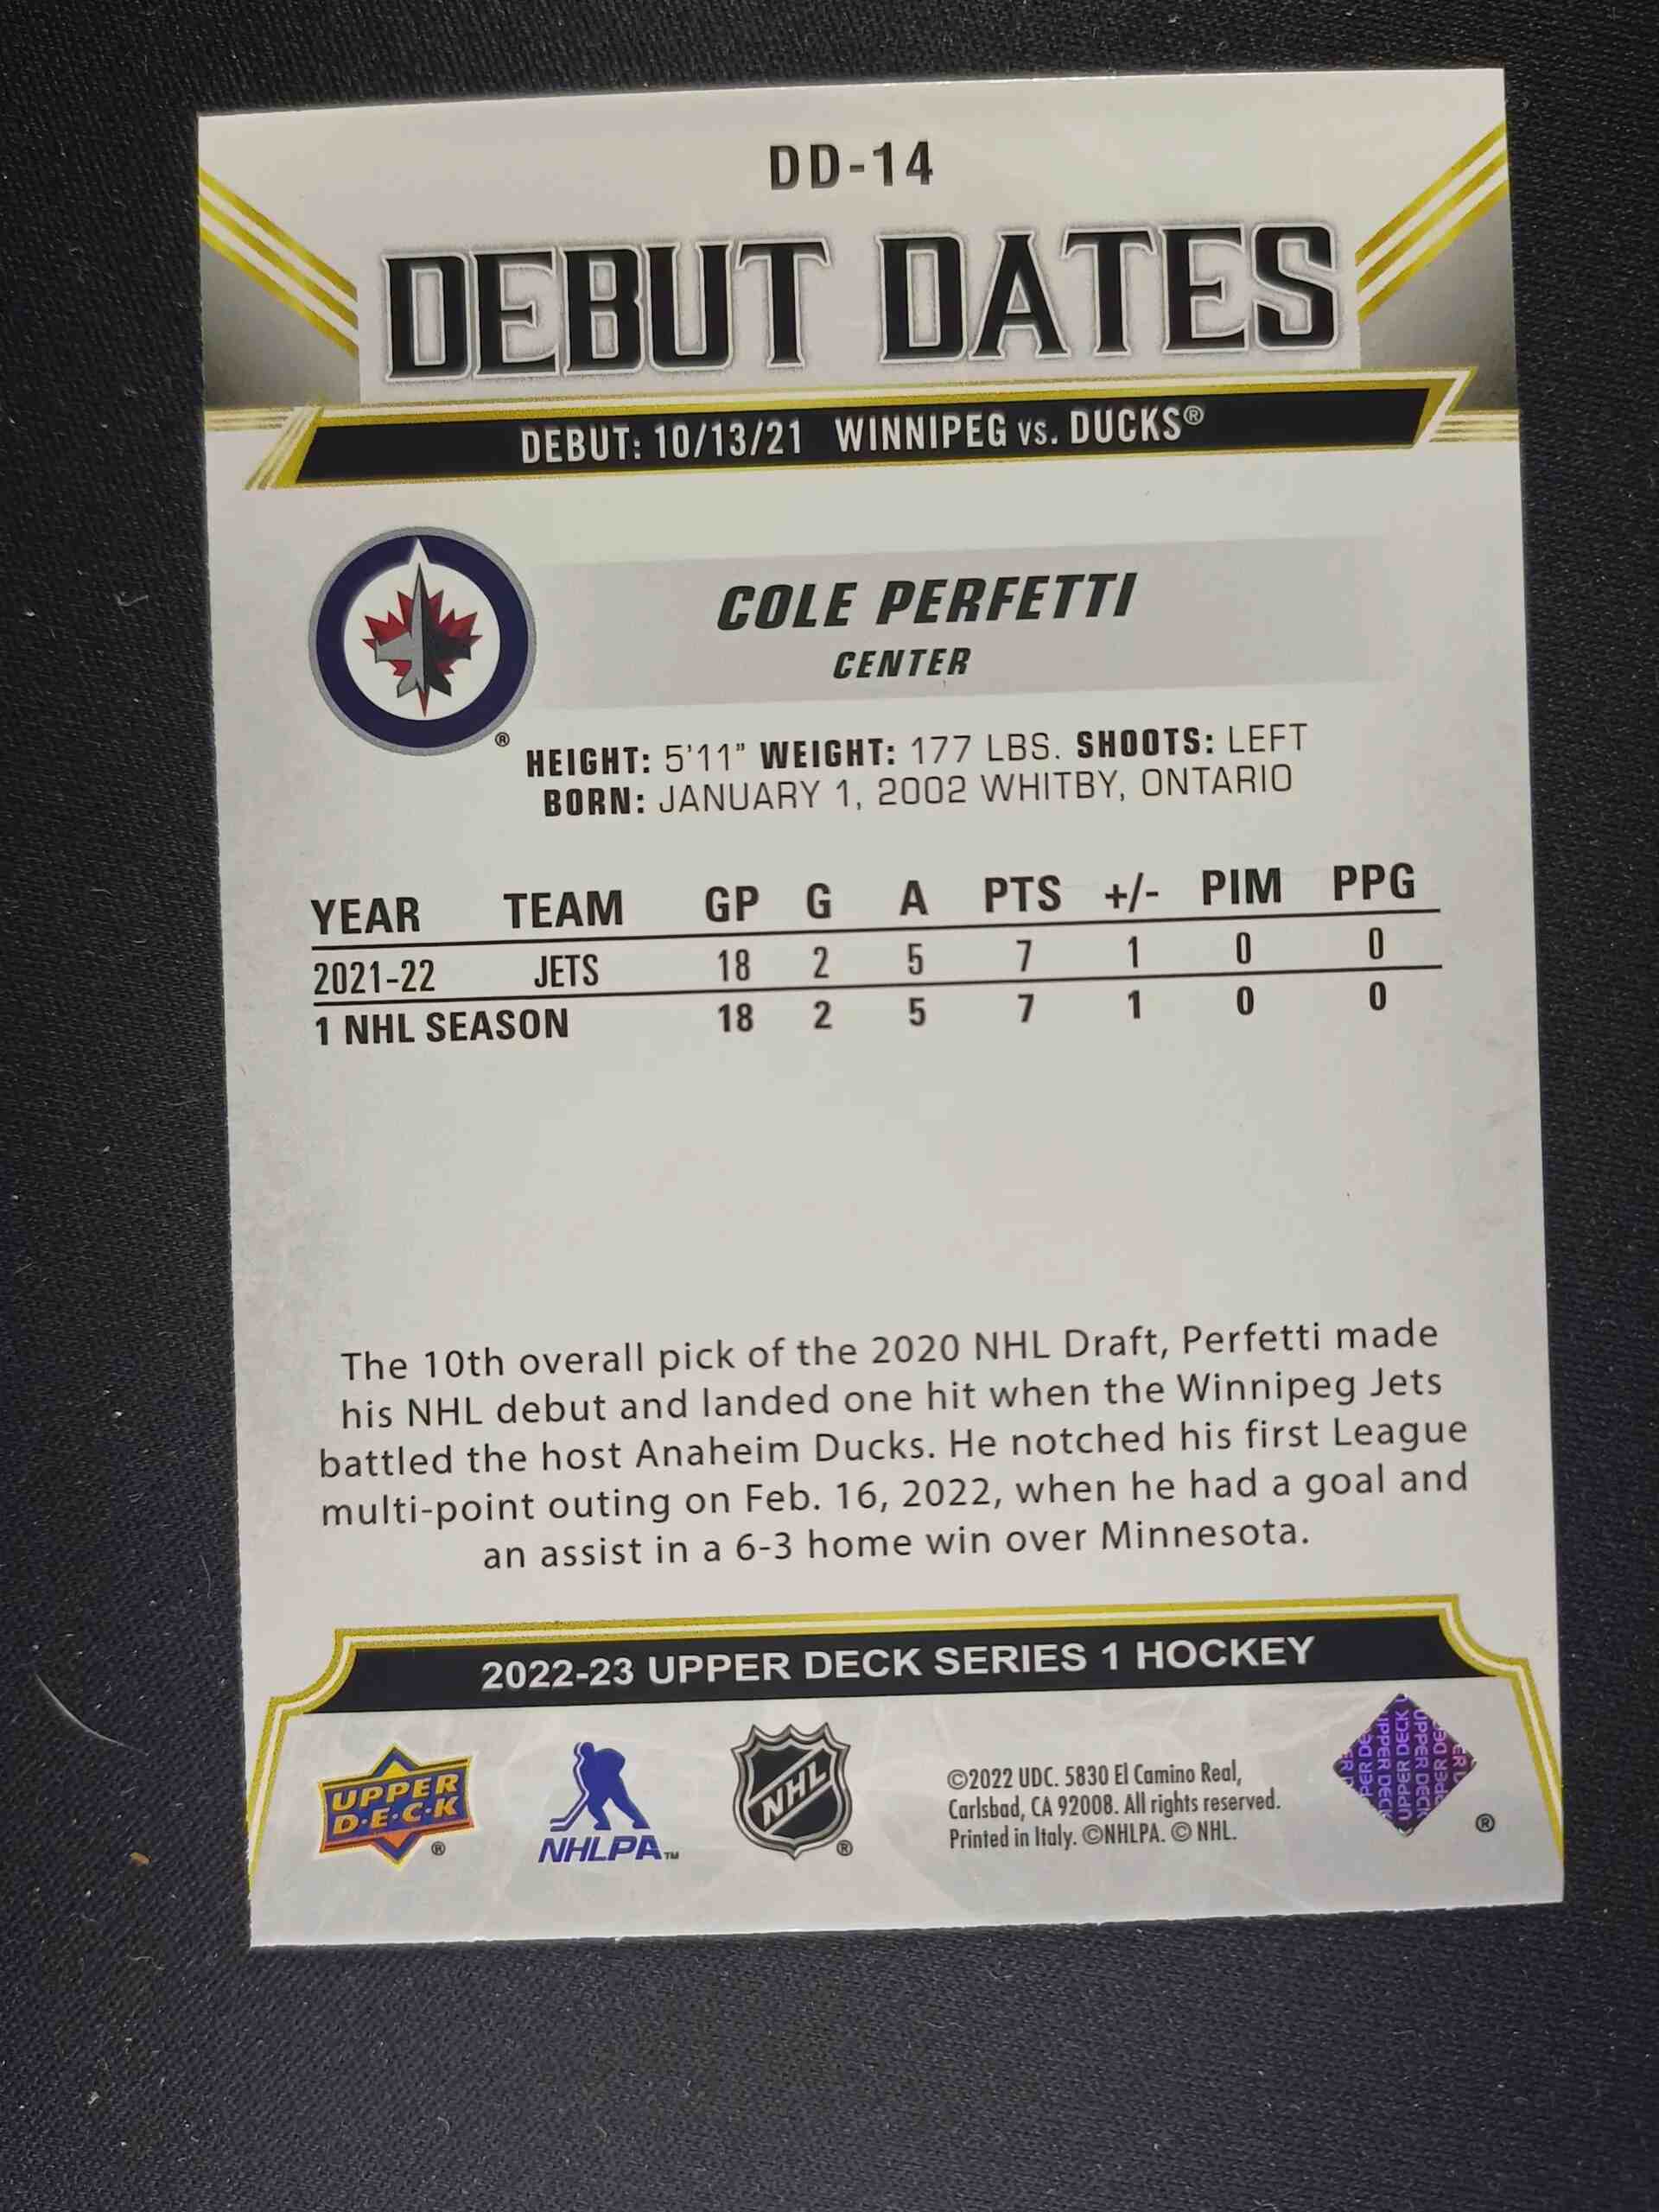 DD-14
DEBUT DATES
DEBUT: 10/13/21 WINNIPEG vs. DUCKS®
COLE PERFETTI
CENTER
®
HEIGHT: 5'11" WEIGHT: 177 LBS. SHOOTS: LEFT
BORN: JANUARY 1, 2002 WHITBY, ONTARIO
YEAR TEAM GP G A PTS +/- PIM PPG
2021-22 JETS 18 2 5 7 1 0 0
1 NHL SEASON 18 2 5 7 1 0 0
The 10th overall pick of the 2020 NHL Draft, Perfetti made
his NHL debut and landed one hit when the Winnipeg Jets
battled the host Anaheim Ducks. He notched his first League
multi-point outing on Feb. 16, 2022, when he had a goal and
an assist in a 6-3 home win over Minnesota.
2022-23 UPPER DECK SERIES 1 HOCKEY
UPPER
D·E·C·K
®
NHLPA™
NHL
®
©2022 UDC. 5830 El Camino Real,
Carlsbad, CA 92008. All rights reserved.
Printed in Italy. ©NHLPA. © NHL.
UPPER DECK
®